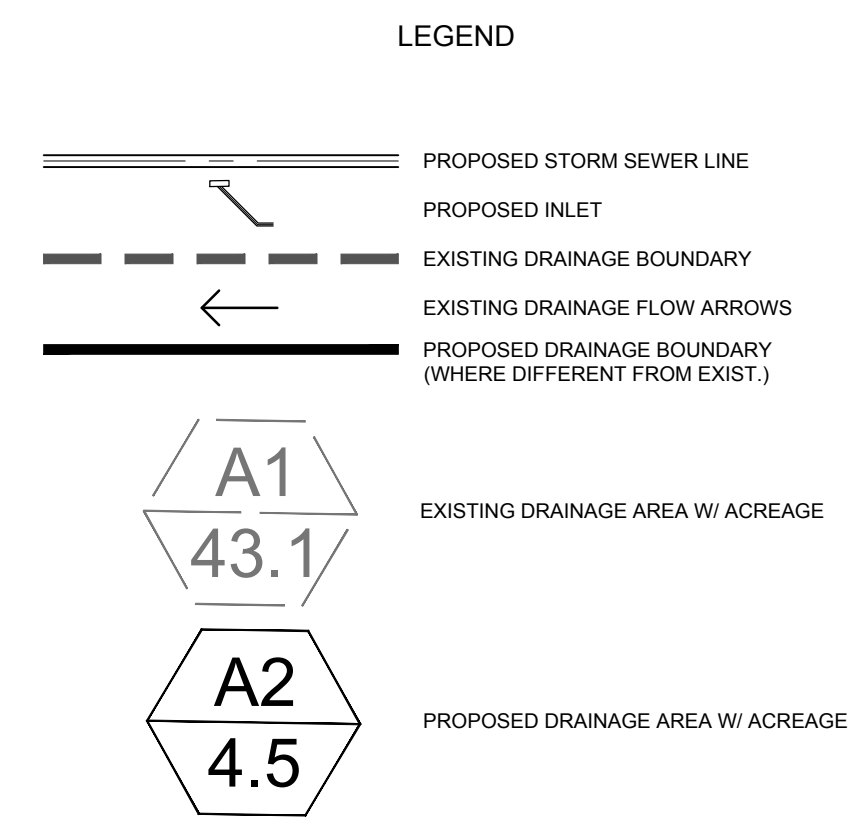 LEGEND
PROPOSED STORM SEWER LINE
PROPOSED INLET
EXISTING DRAINAGE BOUNDARY
EXISTING DRAINAGE FLOW ARROWS
PROPOSED DRAINAGE BOUNDARY
(WHERE DIFFERENT FROM EXIST.)
A1
43.1
EXISTING DRAINAGE AREA W/ ACREAGE
A2
4.5
PROPOSED DRAINAGE AREA W/ ACREAGE